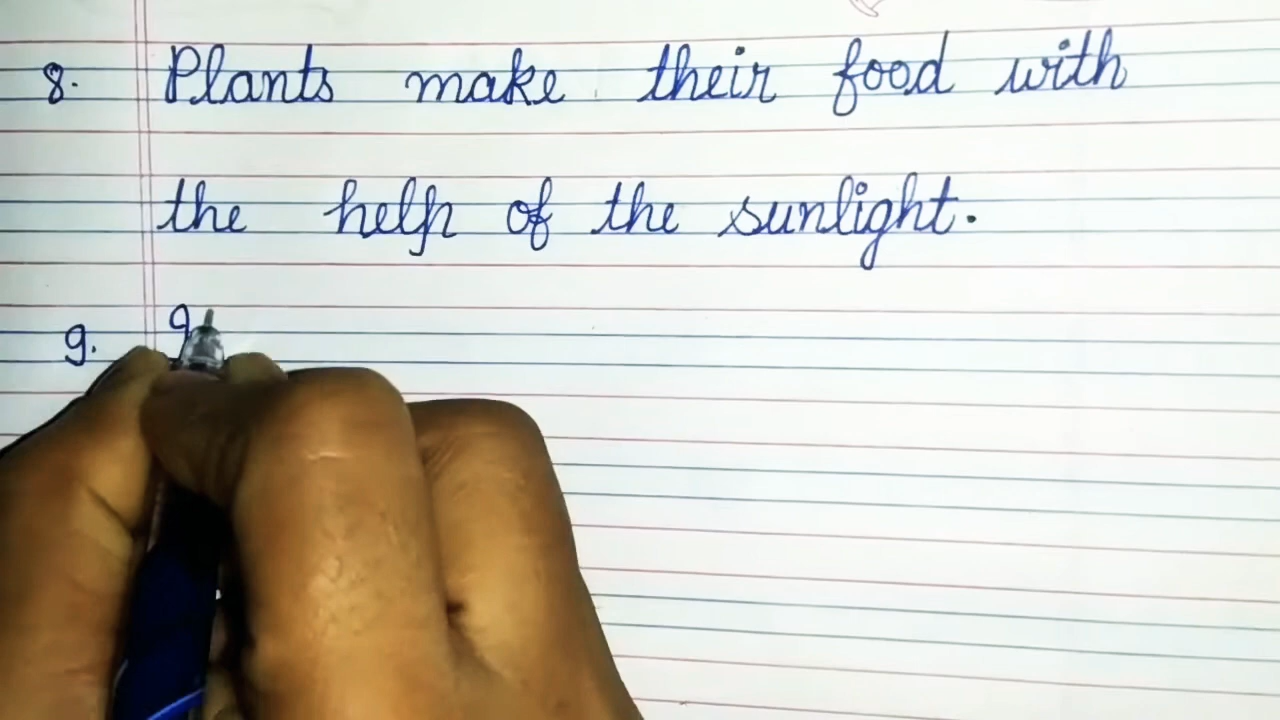 8. Plants make their food with
the help of the sunlight.
9.